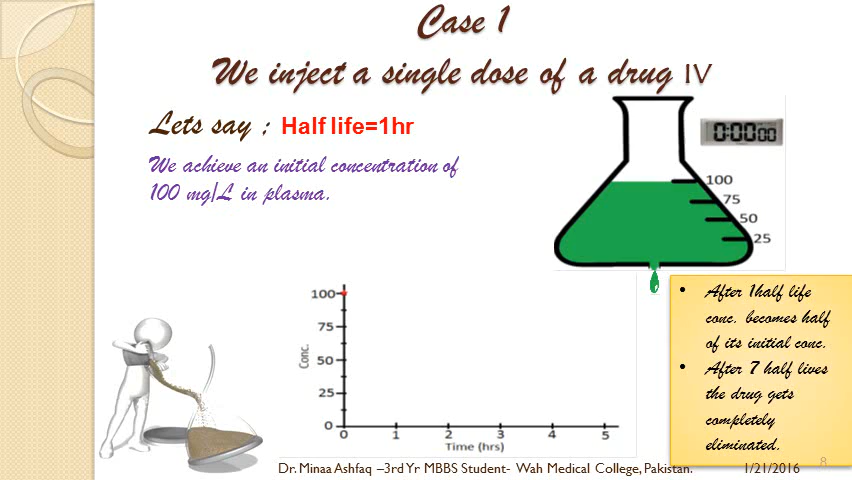 Case 1
We inject a single dose of a drug IV
Lets say ; Half life=1hr
We achieve an initial concentration of
100 mg/L in plasma.
0:0000
100
75
50
25
100
75
50
25
0
Conc.
0 1 2 3 4 5
Time (hrs)
• After 1half life
conc. becomes half
of its initial conc.
• After 7 half lives
the drug gets
completely
eliminated.
Dr. Minaa Ashfaq –3rd Yr MBBS Student- Wah Medical College, Pakistan.
1/21/2016
8